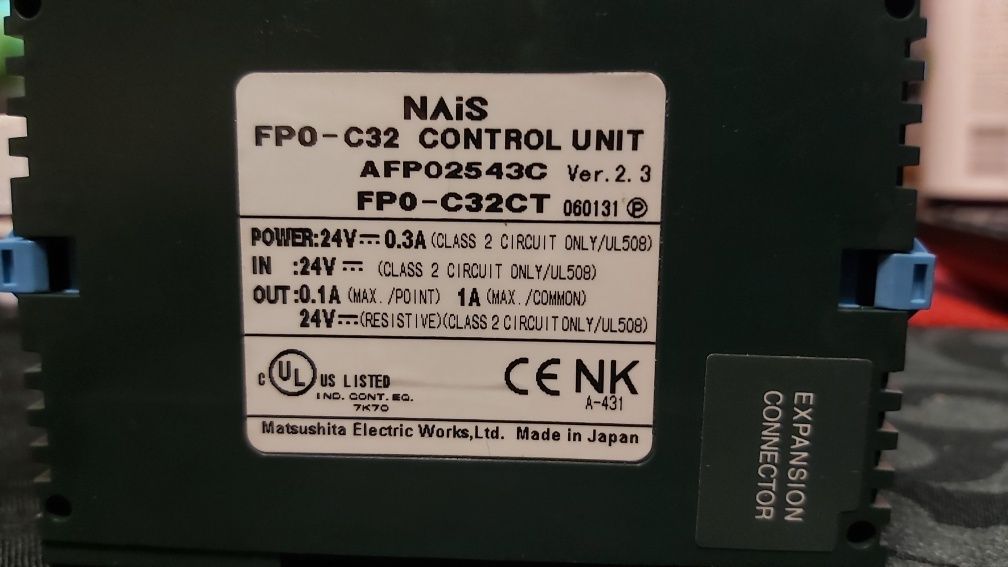 NAiS
FP0-C32 CONTROL UNIT
AFP02543C Ver.2.3
FP0-C32CT 060131 Ⓟ
POWER:24V⎓ 0.3A (CLASS 2 CIRCUIT ONLY/UL508)
IN :24V⎓ (CLASS 2 CIRCUIT ONLY/UL508)
OUT:0.1A (MAX./POINT) 1A (MAX./COMMON)
24V⎓(RESISTIVE)(CLASS 2 CIRCUIT ONLY/UL508)
C UL US LISTED
IND. CONT. EQ.
7K70
CE NK
A-431
Matsushita Electric Works,Ltd. Made in Japan
EXPANSION
CONNECTOR